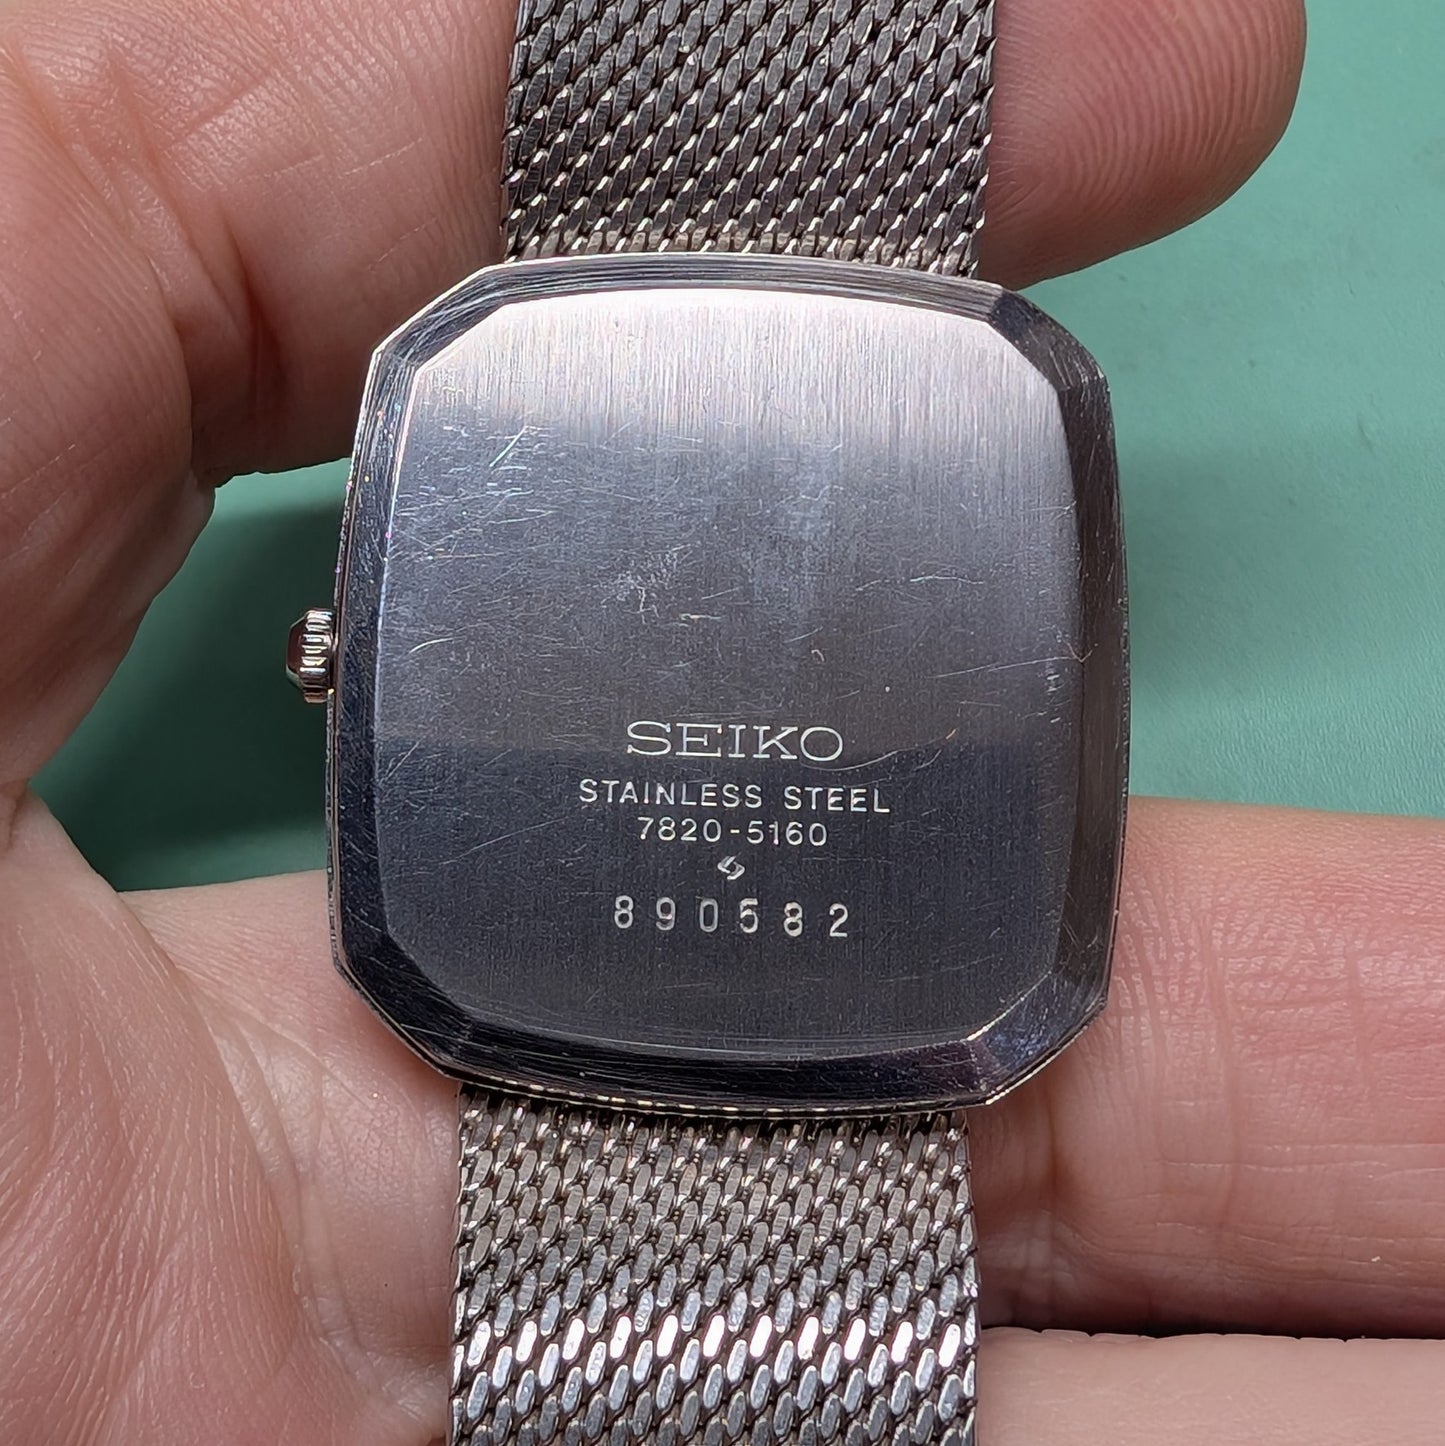 SEIKO
STAINLESS STEEL
7820-5160
890582